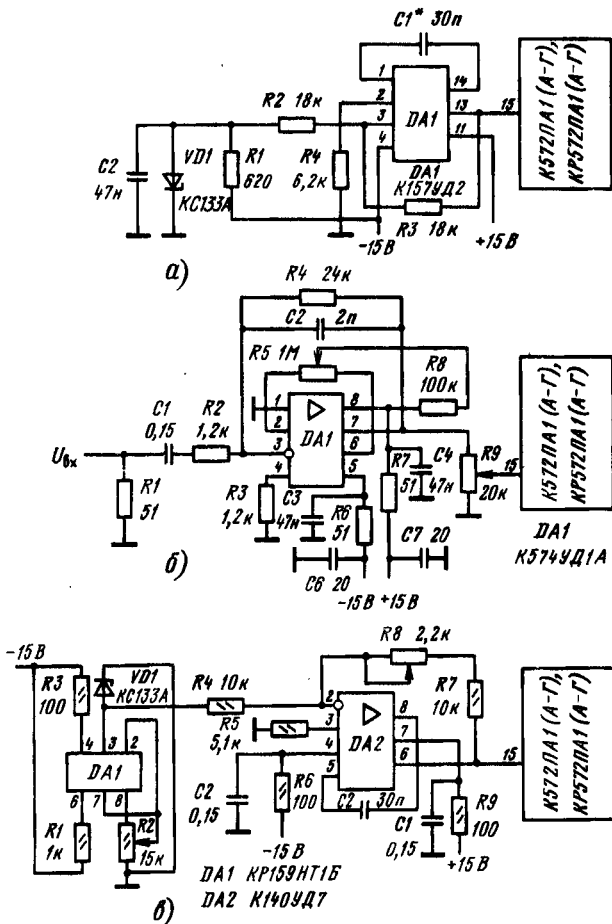 C1* 30п
1
2
3
4
14
13
11
DA1
15
К572ПА1 (А-Г),
КР572ПА1 (А-Г)
R2 18к
C2
47н
VD1
КС133А
R1
620
R4
6,2к
DA1
К157УД2
R3 18к
-15В
+15В
а)
R4 24к
C2 2п
R5 1М
R8
100к
C1
0,15
R2
1,2к
Uвх
R1
51
1
2
3
4
8
7
6
5
DA1
R3
1,2к
C3
47н
R6
51
R7
51
C4
47н
R9
20к
15
К572ПА1 (А-Г),
КР572ПА1 (А-Г)
C6 20
C7 20
-15В +15В
DA1
К574УД1А
б)
-15В
R3
100
VD1
КС133А
R4 10к
R8 2,2к
R7
10к
4
3
2
DA1
6
7
8
R1
1к
R2
15к
R5
5,1к
2
3
4
5
8
7
6
DA2
C2
0,15
R6
100
C2 30п
C1
0,15
R9
100
15
К572ПА1 (А-Г),
КР572ПА1 (А-Г)
-15В
+15В
DA1 КР159НТ1Б
DA2 К140УД7
в)